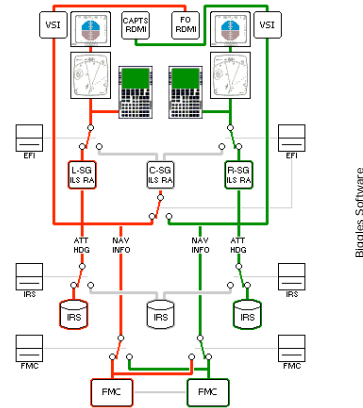 VSI
CAPTS
RDMI
FO
RDMI
VSI
EFI
EFI
L-SG
ILS RA
C-SG
ILS RA
R-SG
ILS RA
ATT
HDG
NAV
INFO
NAV
INFO
ATT
HDG
IRS
IRS
IRS
IRS
IRS
FMC
FMC
FMC
FMC
Biggles Software